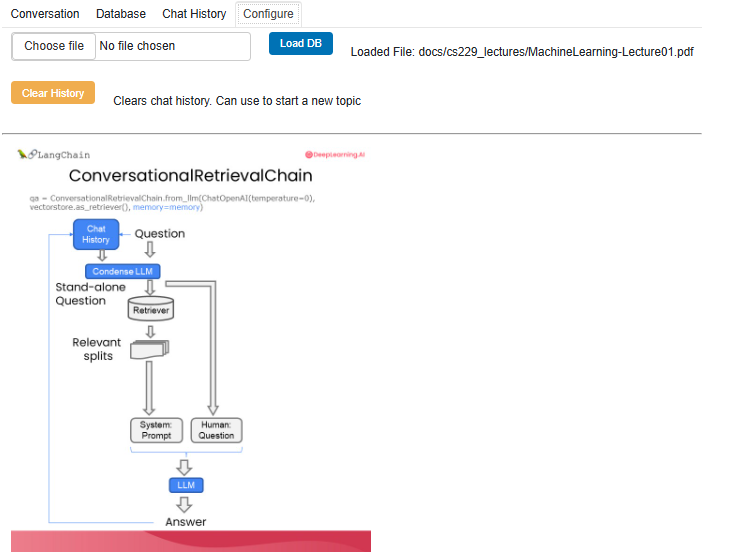 Conversation Database Chat History Configure
Choose file No file chosen
Load DB
Loaded File: docs/cs229_lectures/MachineLearning-Lecture01.pdf
Clear History
Clears chat history. Can use to start a new topic
LangChain
DeepLearning.AI
ConversationalRetrievalChain
qa = ConversationalRetrievalChain.from_llm(ChatOpenAI(temperature=0),
vectorstore.as_retriever(), memory=memory)
Chat
History
Question
Condense LLM
Stand-alone
Question
Retriever
Relevant
splits
System:
Prompt
Human:
Question
LLM
Answer